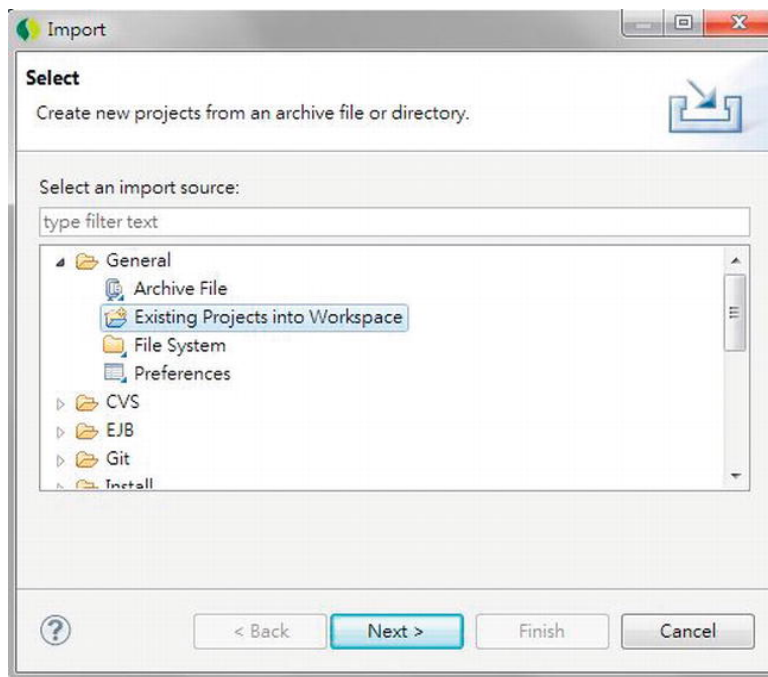 Import
Select
Create new projects from an archive file or directory.
Select an import source:
type filter text
General
Archive File
Existing Projects into Workspace
File System
Preferences
CVS
EJB
Git
Install
< Back Next > Finish Cancel